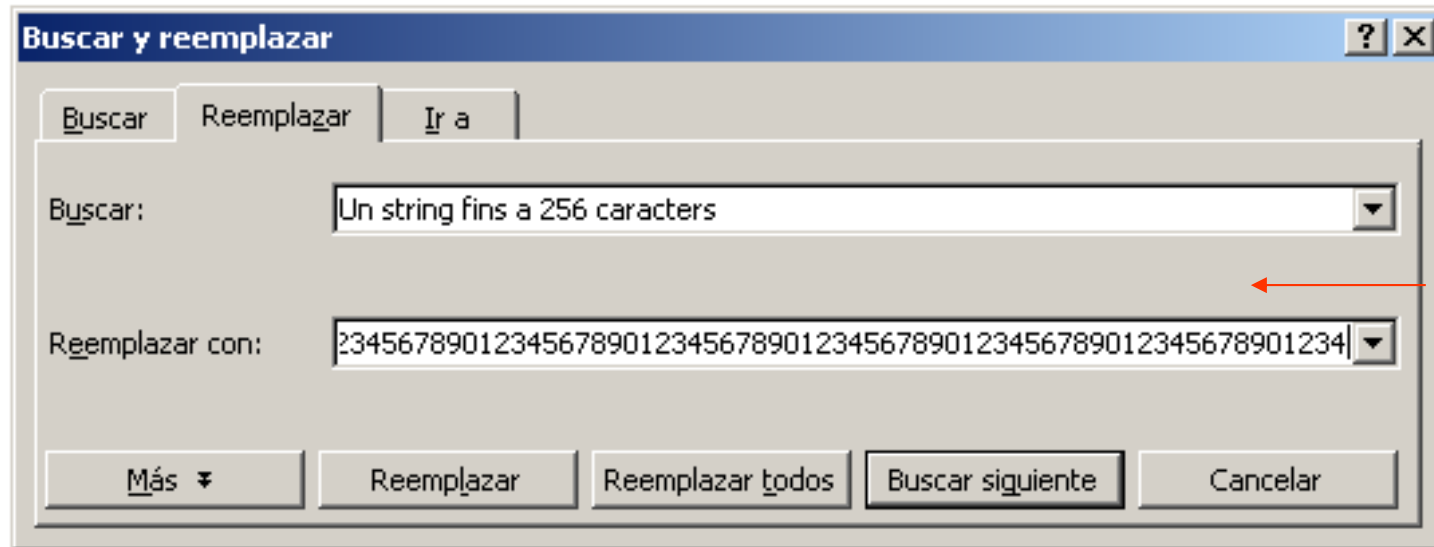 Buscar y reemplazar
Buscar Reemplazar Ir a
Buscar: Un string fins a 256 caracters
Reemplazar con: 234567890123456789012345678901234567890123456789012345678901234
Más Reemplazar Reemplazar todos Buscar siguiente Cancelar